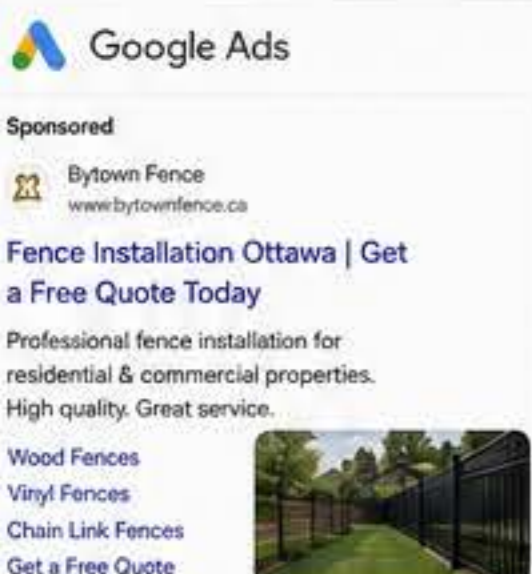 Google Ads
Sponsored
Bytown Fence
www.bytownfence.ca
Fence Installation Ottawa | Get
a Free Quote Today
Professional fence installation for
residential & commercial properties.
High quality. Great service.
Wood Fences
Vinyl Fences
Chain Link Fences
Get a Free Quote